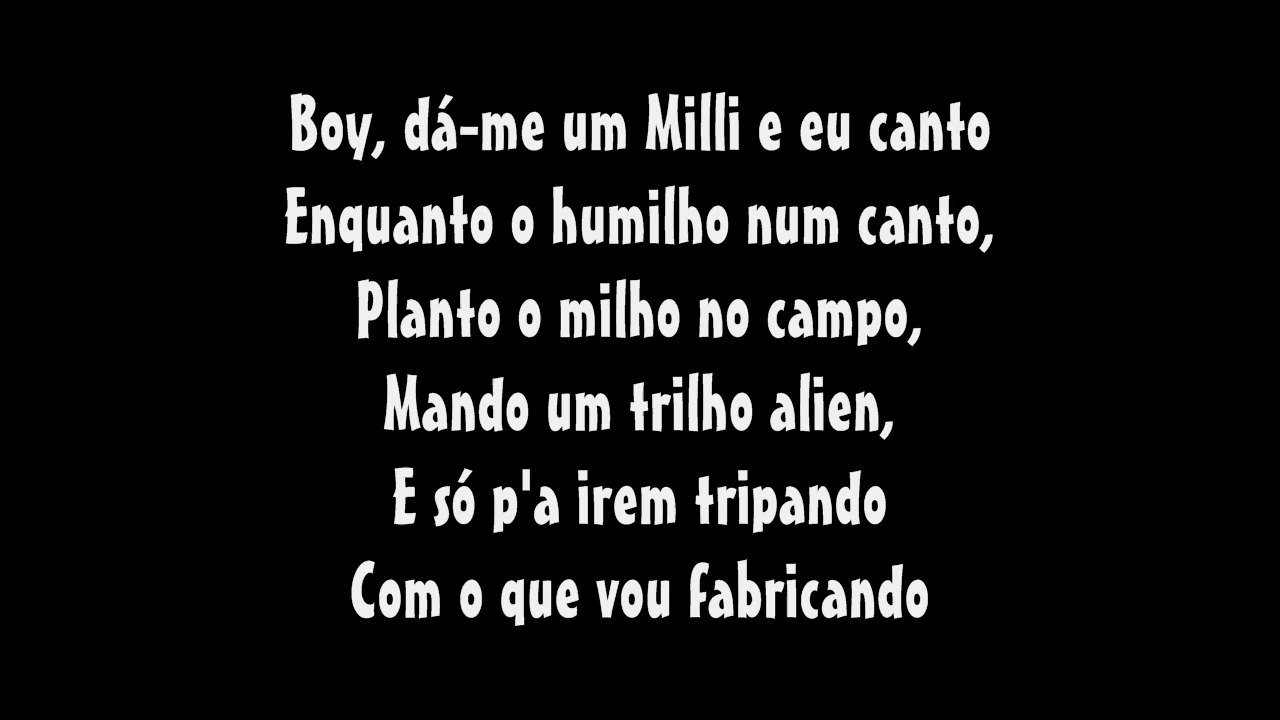 Boy, dá-me um Milli e eu canto
Enquanto o humilho num canto,
Planto o milho no campo,
Mando um trilho alien,
E só p'a irem tripando
Com o que vou fabricando